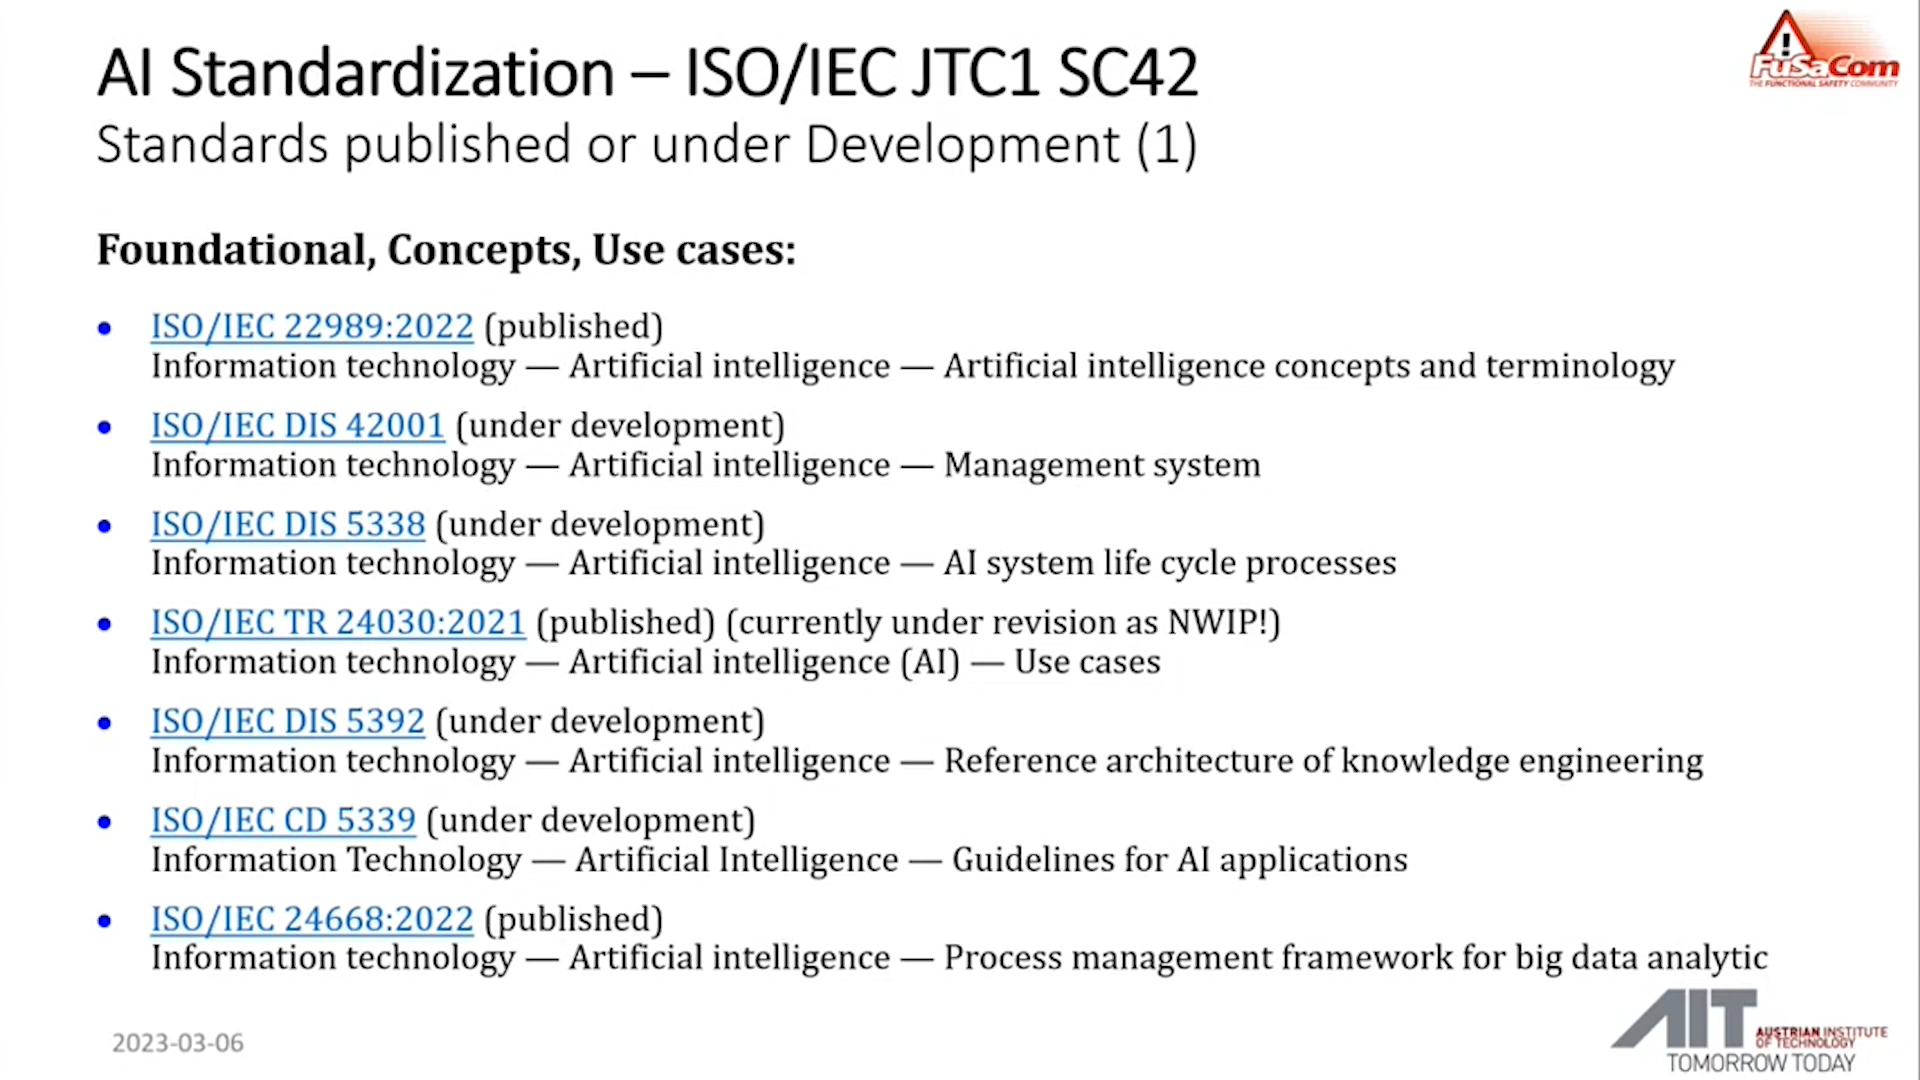 AI Standardization – ISO/IEC JTC1 SC42
Standards published or under Development (1)
FuSaCom
THE FUNCTIONAL SAFETY COMMUNITY
Foundational, Concepts, Use cases:
• ISO/IEC 22989:2022 (published)
Information technology — Artificial intelligence — Artificial intelligence concepts and terminology
• ISO/IEC DIS 42001 (under development)
Information technology — Artificial intelligence — Management system
• ISO/IEC DIS 5338 (under development)
Information technology — Artificial intelligence — AI system life cycle processes
• ISO/IEC TR 24030:2021 (published) (currently under revision as NWIP!)
Information technology — Artificial intelligence (AI) — Use cases
• ISO/IEC DIS 5392 (under development)
Information technology — Artificial intelligence — Reference architecture of knowledge engineering
• ISO/IEC CD 5339 (under development)
Information Technology — Artificial Intelligence — Guidelines for AI applications
• ISO/IEC 24668:2022 (published)
Information technology — Artificial intelligence — Process management framework for big data analytic
2023-03-06
AIT
AUSTRIAN INSTITUTE
OF TECHNOLOGY
TOMORROW TODAY